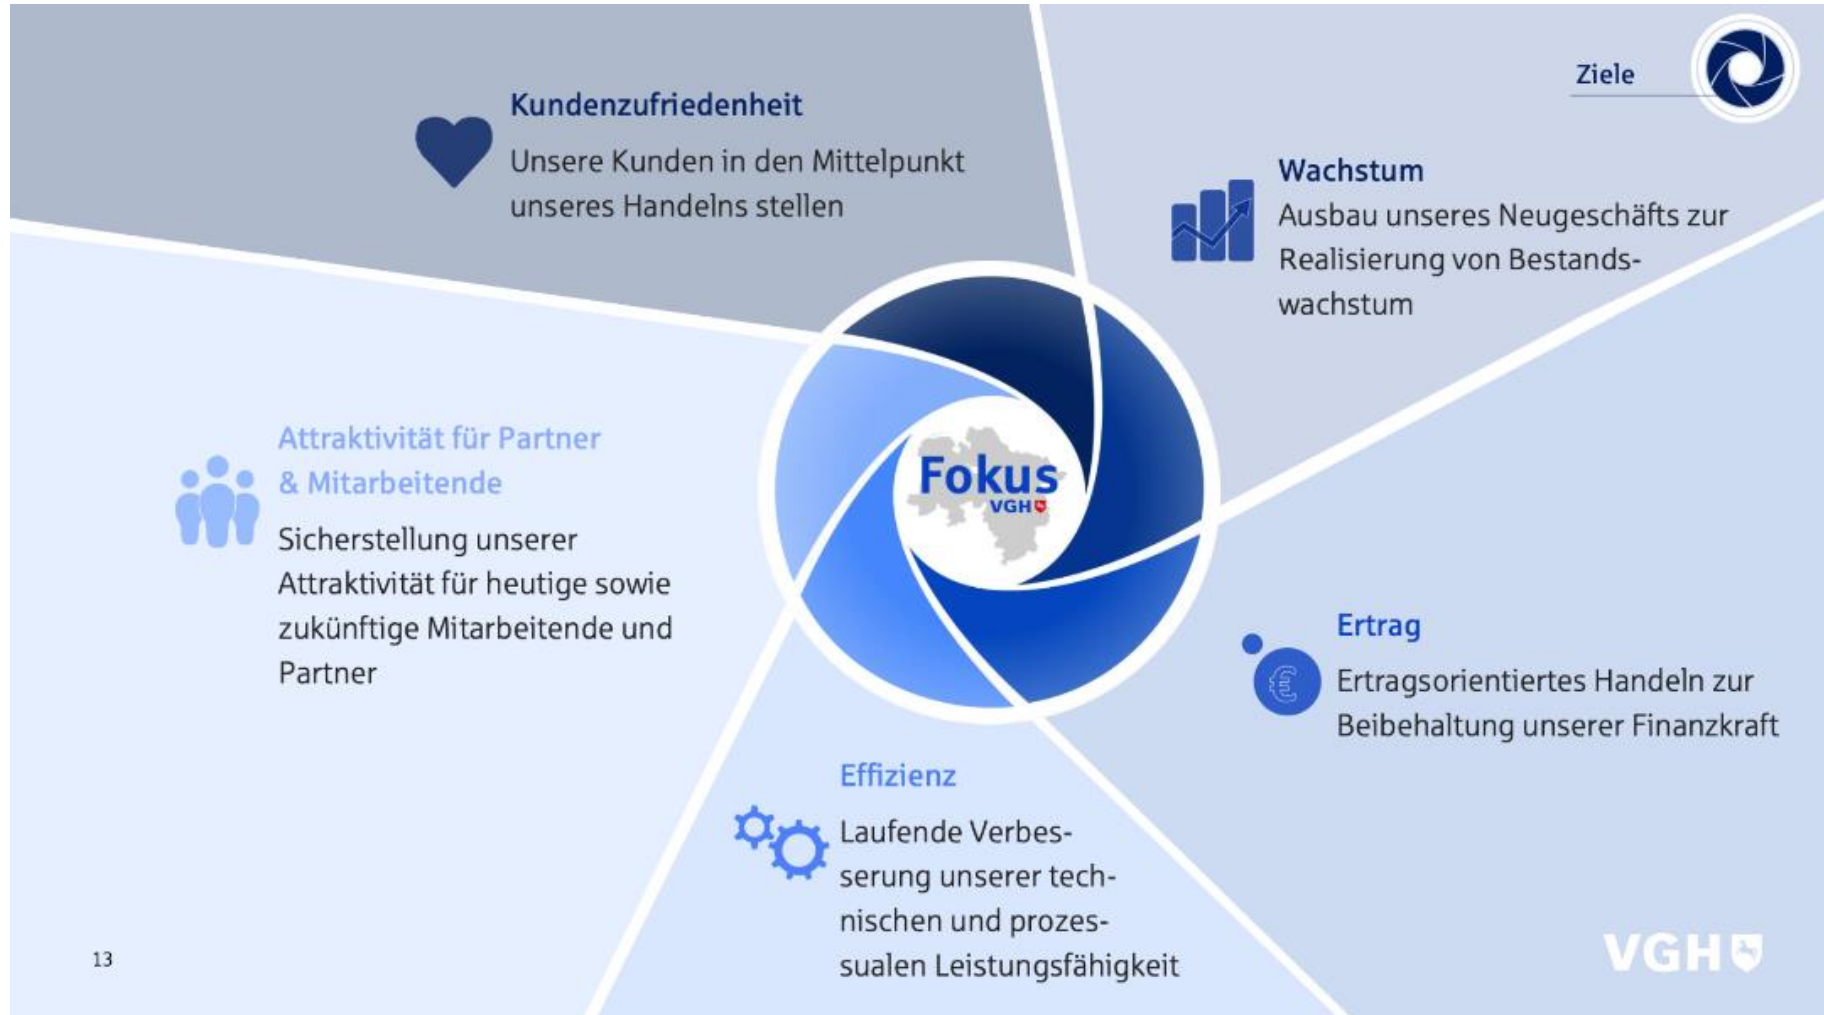 Ziele
Kundenzufriedenheit
Unsere Kunden in den Mittelpunkt
unseres Handelns stellen
Wachstum
Ausbau unseres Neugeschäfts zur
Realisierung von Bestands-
wachstum
Attraktivität für Partner
& Mitarbeitende
Sicherstellung unserer
Attraktivität für heutige sowie
zukünftige Mitarbeitende und
Partner
Fokus
VGH
Ertrag
€
Ertragsorientiertes Handeln zur
Beibehaltung unserer Finanzkraft
Effizienz
Laufende Verbes-
serung unserer tech-
nischen und prozes-
sualen Leistungsfähigkeit
13
VGH